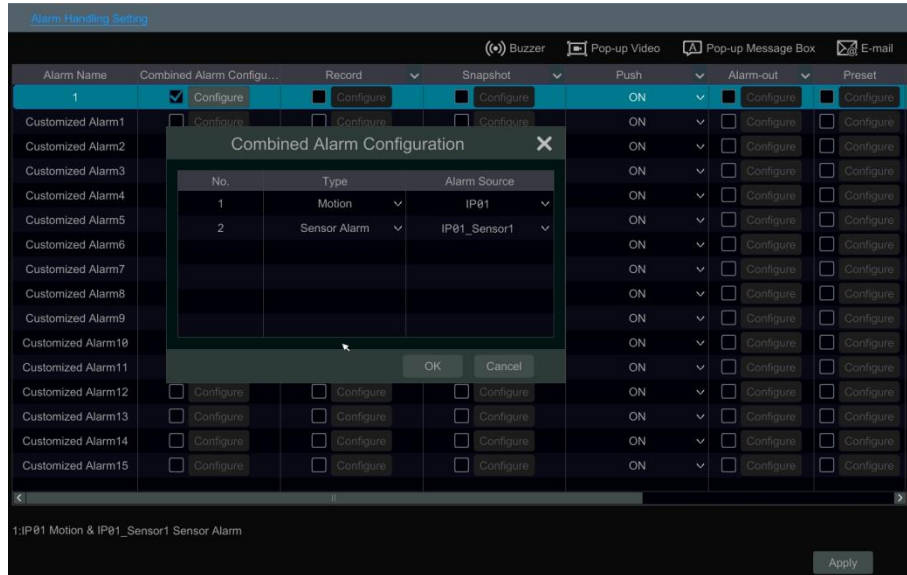 Alarm Handling Setting
Buzzer Pop-up Video Pop-up Message Box E-mail
Alarm Name Combined Alarm Configu... Record Snapshot Push Alarm-out Preset
1 Configure Configure Configure ON Configure Configure
Customized Alarm1 Configure Configure Configure ON Configure Configure
Customized Alarm2 ON Configure Configure
Customized Alarm3 ON Configure Configure
Customized Alarm4 ON Configure Configure
Customized Alarm5 ON Configure Configure
Customized Alarm6 ON Configure Configure
Customized Alarm7 ON Configure Configure
Customized Alarm8 ON Configure Configure
Customized Alarm9 ON Configure Configure
Customized Alarm10 ON Configure Configure
Customized Alarm11 ON Configure Configure
Customized Alarm12 Configure Configure Configure ON Configure Configure
Customized Alarm13 Configure Configure Configure ON Configure Configure
Customized Alarm14 Configure Configure Configure ON Configure Configure
Customized Alarm15 Configure Configure Configure ON Configure Configure
Combined Alarm Configuration
No. Type Alarm Source
1 Motion IP01
2 Sensor Alarm IP01_Sensor1
OK Cancel
1:IP01 Motion & IP01_Sensor1 Sensor Alarm
Apply